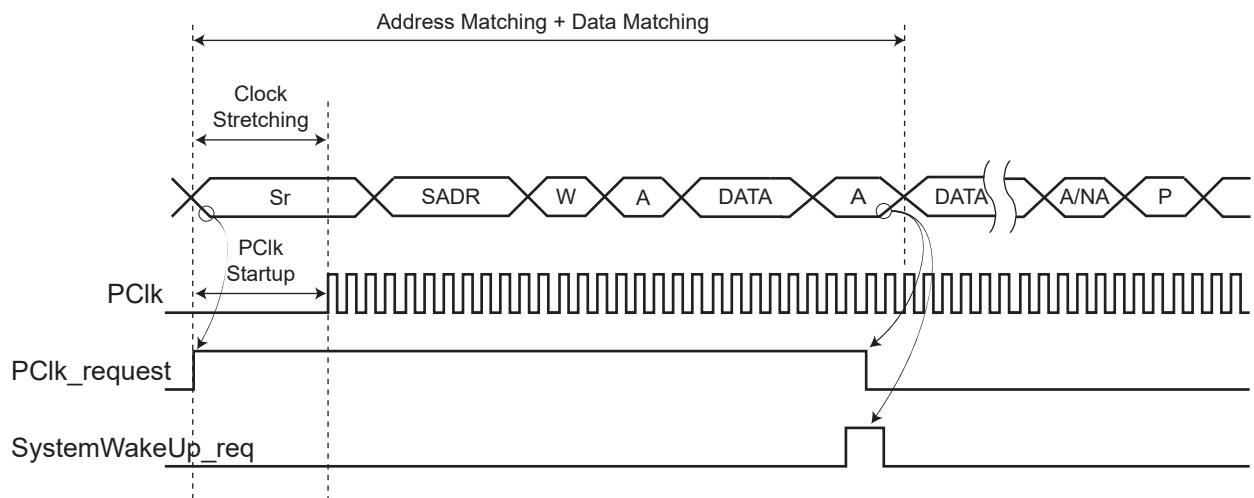 Address Matching + Data Matching
Clock
Stretching
Sr
SADR
W
A
DATA
A
DATA
A/NA
P
PClk
Startup
PClk
PClk_request
SystemWakeUp_req